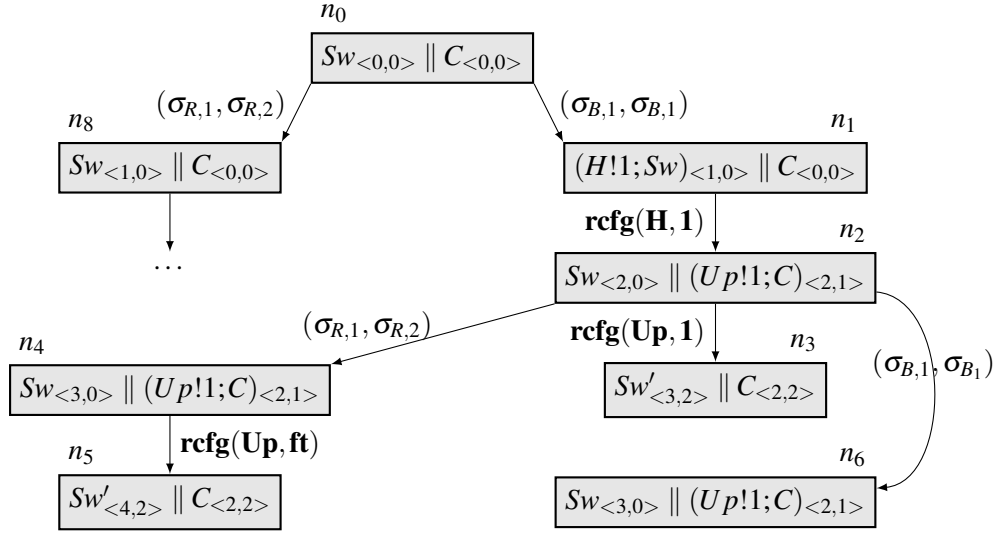 n₀
Sw<0,0> ∥ C<0,0>
(σR,1, σR,2)
(σB,1, σB,1)
n₈
n₁
Sw<1,0> ∥ C<0,0>
(H!1;Sw)<1,0> ∥ C<0,0>
rcfg(H,1)
n₂
...
Sw<2,0> ∥ (Up!1;C)<2,1>
(σR,1, σR,2)
rcfg(Up,1)
n₄
n₃
(σB,1, σB₁)
Sw<3,0> ∥ (Up!1;C)<2,1>
Sw′<3,2> ∥ C<2,2>
rcfg(Up,ft)
n₅
n₆
Sw′<4,2> ∥ C<2,2>
Sw<3,0> ∥ (Up!1;C)<2,1>